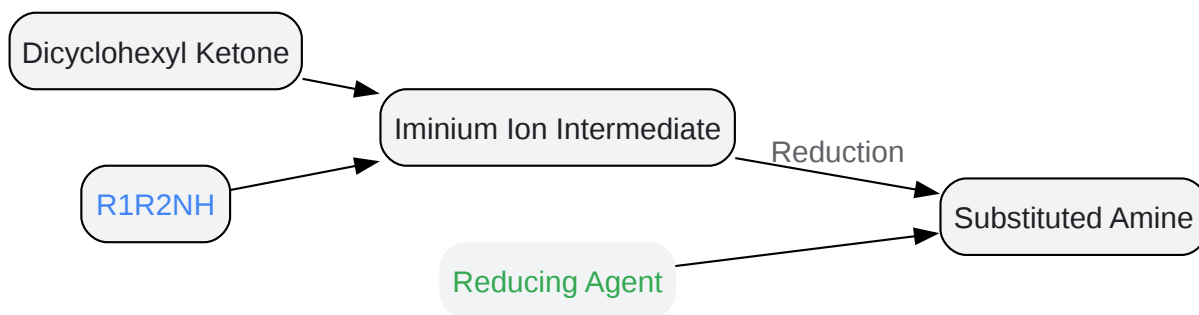 Dicyclohexyl Ketone
Iminium Ion Intermediate
Reduction
R1R2NH
Substituted Amine
Reducing Agent